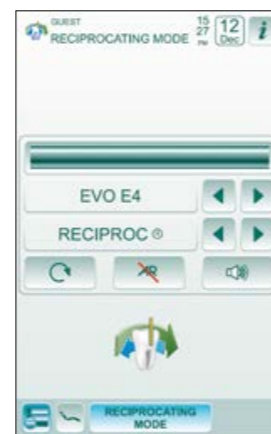 GUEST
RECIPROCATING MODE
15
27
PM
12
Dec
i
EVO E4
RECIPROC ®
RECIPROCATING
MODE